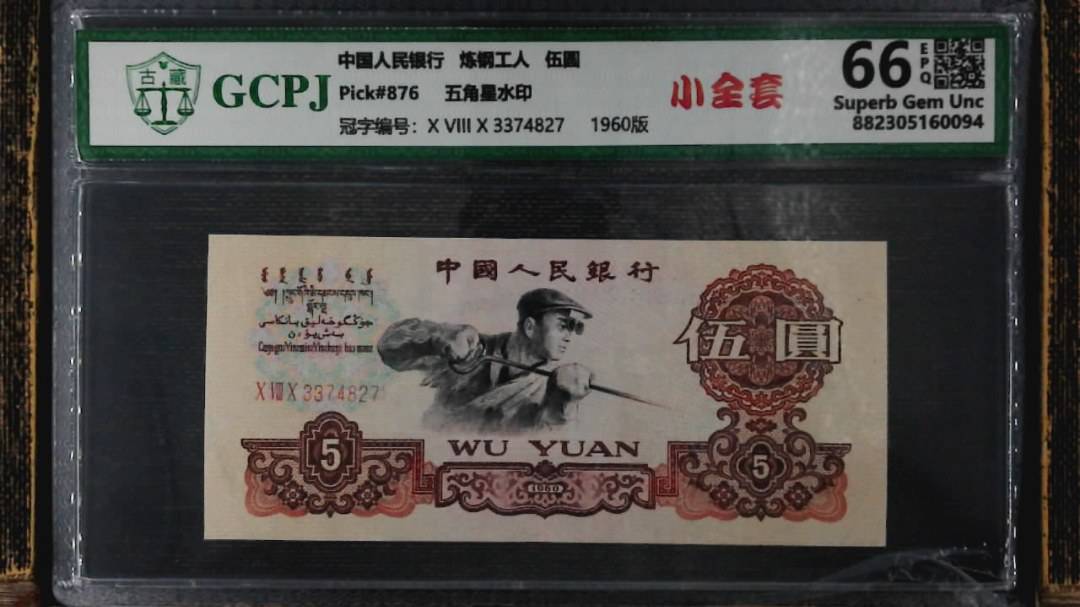 古藏
GCPJ
中国人民银行 炼钢工人 伍圆
Pick#876 五角星水印
冠字编号：X VIII X 3374827 1960版
小全套
66 EPQ
Superb Gem Unc
882305160094
中國人民銀行
伍圓
X VIII X 3374827
5
WU YUAN
1960
5